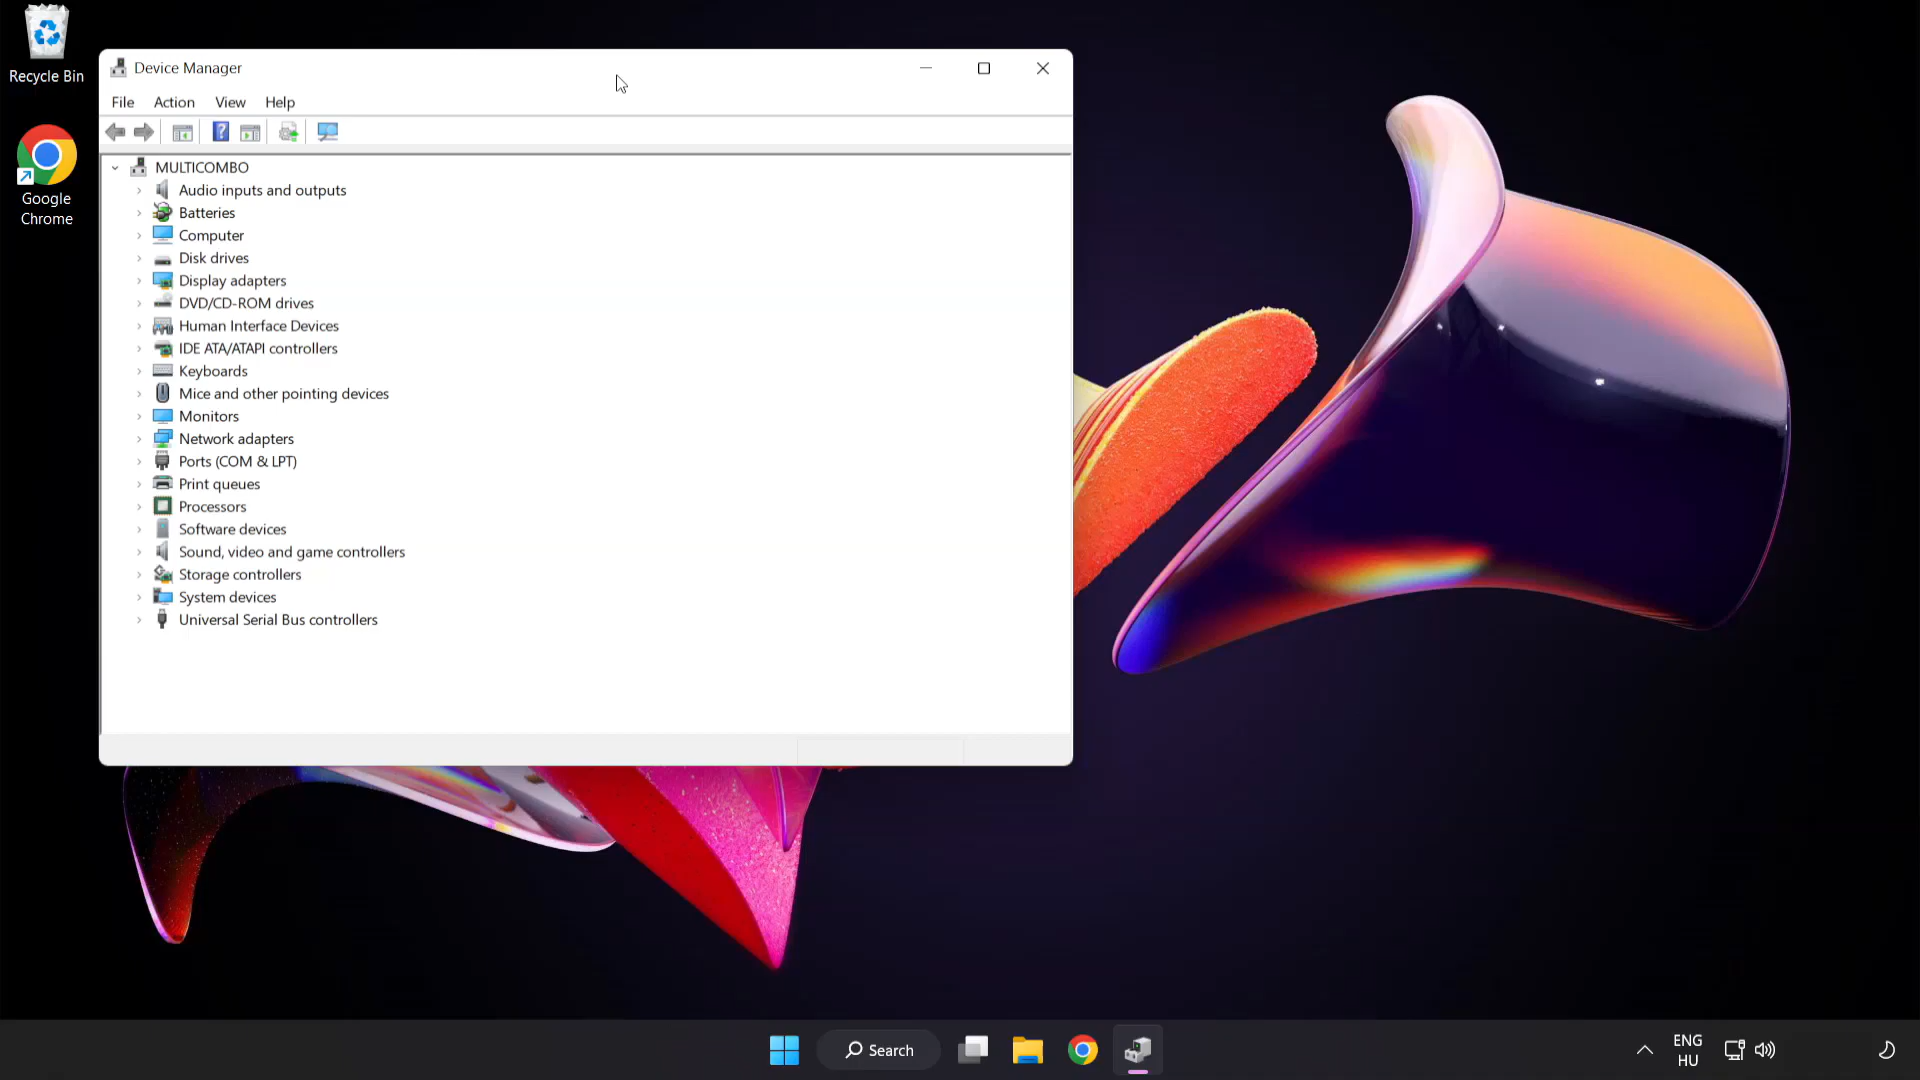 Recycle Bin
Google
Chrome
Device Manager
File Action View Help
MULTICOMBO
Audio inputs and outputs
Batteries
Computer
Disk drives
Display adapters
DVD/CD-ROM drives
Human Interface Devices
IDE ATA/ATAPI controllers
Keyboards
Mice and other pointing devices
Monitors
Network adapters
Ports (COM & LPT)
Print queues
Processors
Software devices
Sound, video and game controllers
Storage controllers
System devices
Universal Serial Bus controllers
Search
ENG
HU